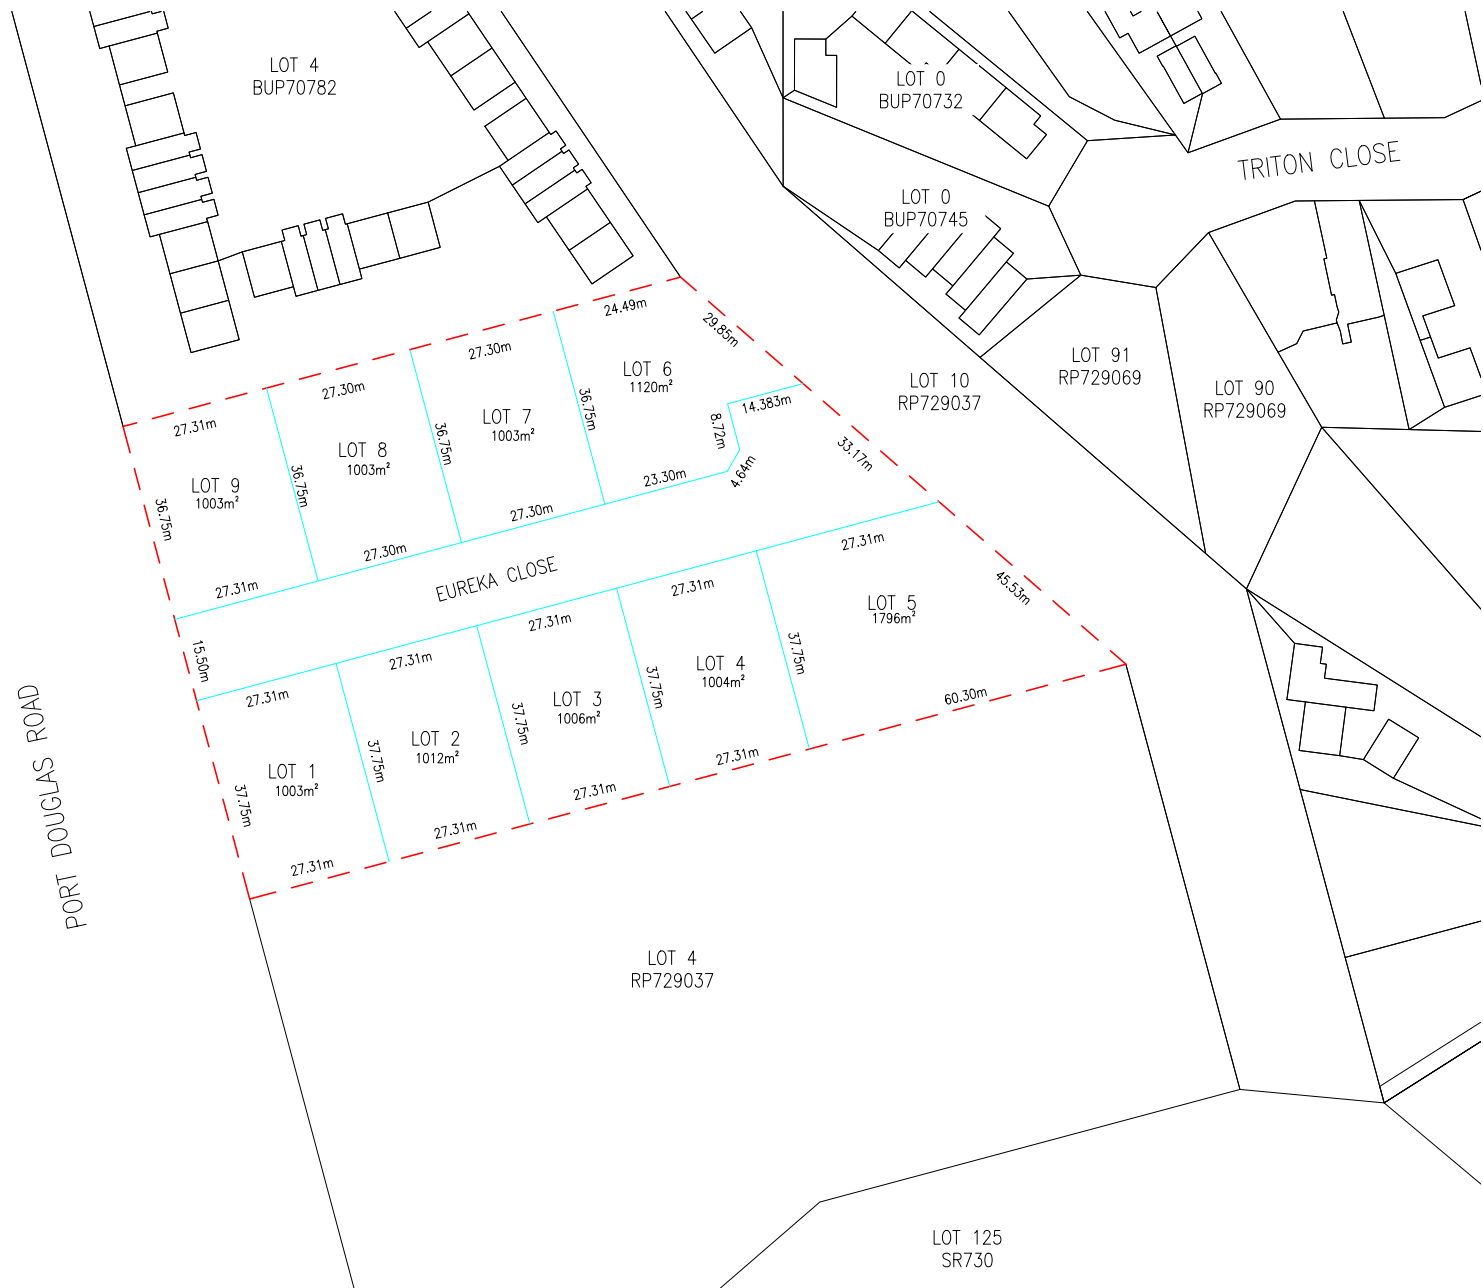 LOT 4
BUP70782
LOT 0
BUP70732
TRITON CLOSE
LOT 0
BUP70745
24.49m
29.85m
27.30m
27.30m
27.31m
LOT 6
1120m²
LOT 7
1003m²
LOT 8
1003m²
LOT 9
1003m²
36.75m
36.75m
36.75m
36.75m
8.72m
14.383m
4.64m
33.17m
23.30m
27.30m
27.30m
27.31m
LOT 10
RP729037
LOT 91
RP729069
LOT 90
RP729069
EUREKA CLOSE
15.50m
27.31m
27.31m
27.31m
27.31m
27.31m
45.53m
LOT 5
1796m²
LOT 4
1004m²
LOT 3
1006m²
LOT 2
1012m²
LOT 1
1003m²
37.75m
37.75m
37.75m
37.75m
37.75m
60.30m
27.31m
27.31m
27.31m
27.31m
PORT DOUGLAS ROAD
LOT 4
RP729037
LOT 125
SR730